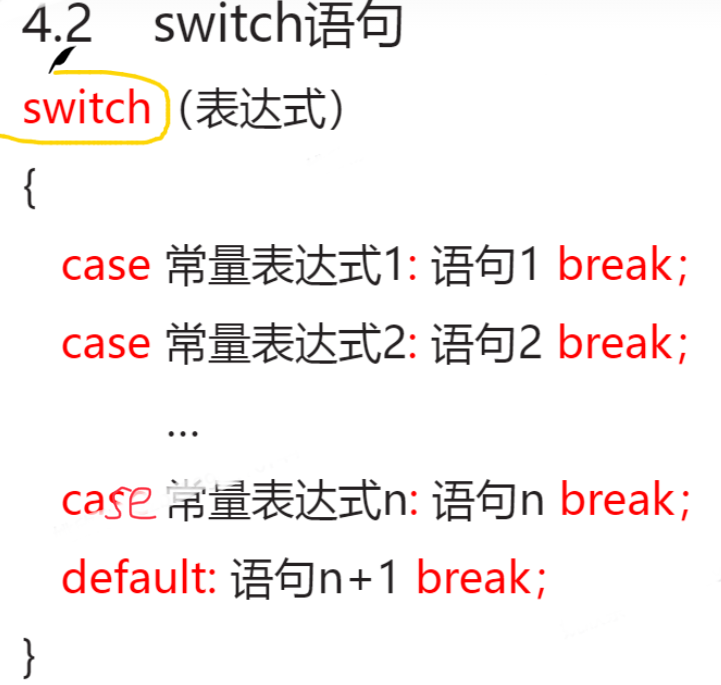 4.2 switch语句
switch（表达式）
{
case 常量表达式1: 语句1 break；
case 常量表达式2: 语句2 break；
...
case 常量表达式n: 语句n break；
default: 语句n+1 break；
}